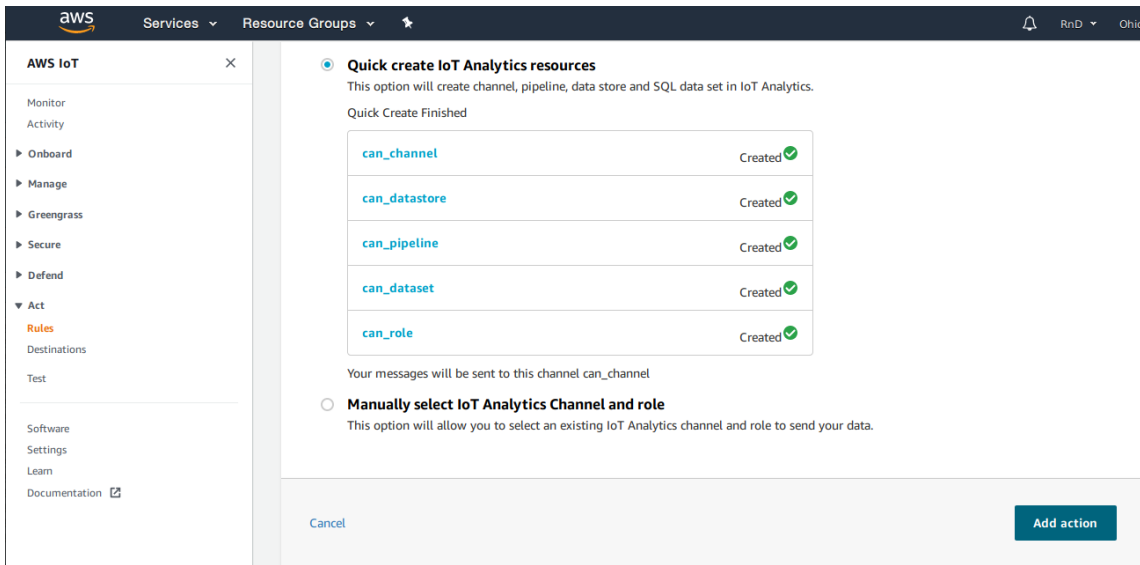 aws Services Resource Groups RnD Ohio
AWS IoT
Monitor
Activity
Onboard
Manage
Greengrass
Secure
Defend
Act
Rules
Destinations
Test
Software
Settings
Learn
Documentation
Quick create IoT Analytics resources
This option will create channel, pipeline, data store and SQL data set in IoT Analytics.
Quick Create Finished
can_channel Created
can_datastore Created
can_pipeline Created
can_dataset Created
can_role Created
Your messages will be sent to this channel can_channel
Manually select IoT Analytics Channel and role
This option will allow you to select an existing IoT Analytics channel and role to send your data.
Cancel Add action